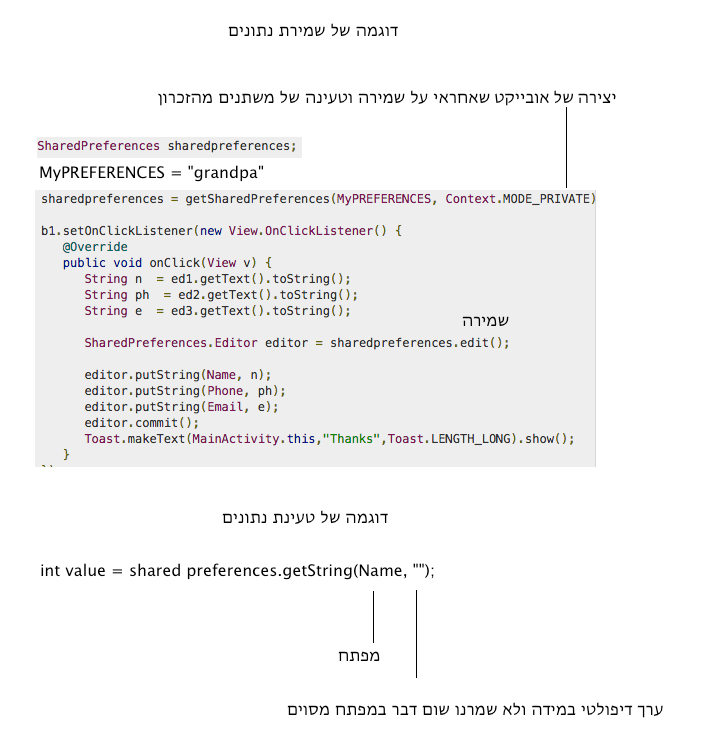 דוגמה של שמירת נתונים
יצירה של אובייקט שאחראי על שמירה וטעינה של משתנים מהזכרון
SharedPreferences sharedpreferences;
MyPREFERENCES = "grandpa"
sharedpreferences = getSharedPreferences(MyPREFERENCES, Context.MODE_PRIVATE)
b1.setOnClickListener(new View.OnClickListener() {
@Override
public void onClick(View v) {
String n  = ed1.getText().toString();
String ph  = ed2.getText().toString();
String e  = ed3.getText().toString();
שמירה
SharedPreferences.Editor editor = sharedpreferences.edit();
editor.putString(Name, n);
editor.putString(Phone, ph);
editor.putString(Email, e);
editor.commit();
Toast.makeText(MainActivity.this,"Thanks",Toast.LENGTH_LONG).show();
}
דוגמה של טעינת נתונים
int value = shared preferences.getString(Name, "");
מפתח
ערך דיפולטי במידה ולא שמרנו שום דבר במפתח מסוים